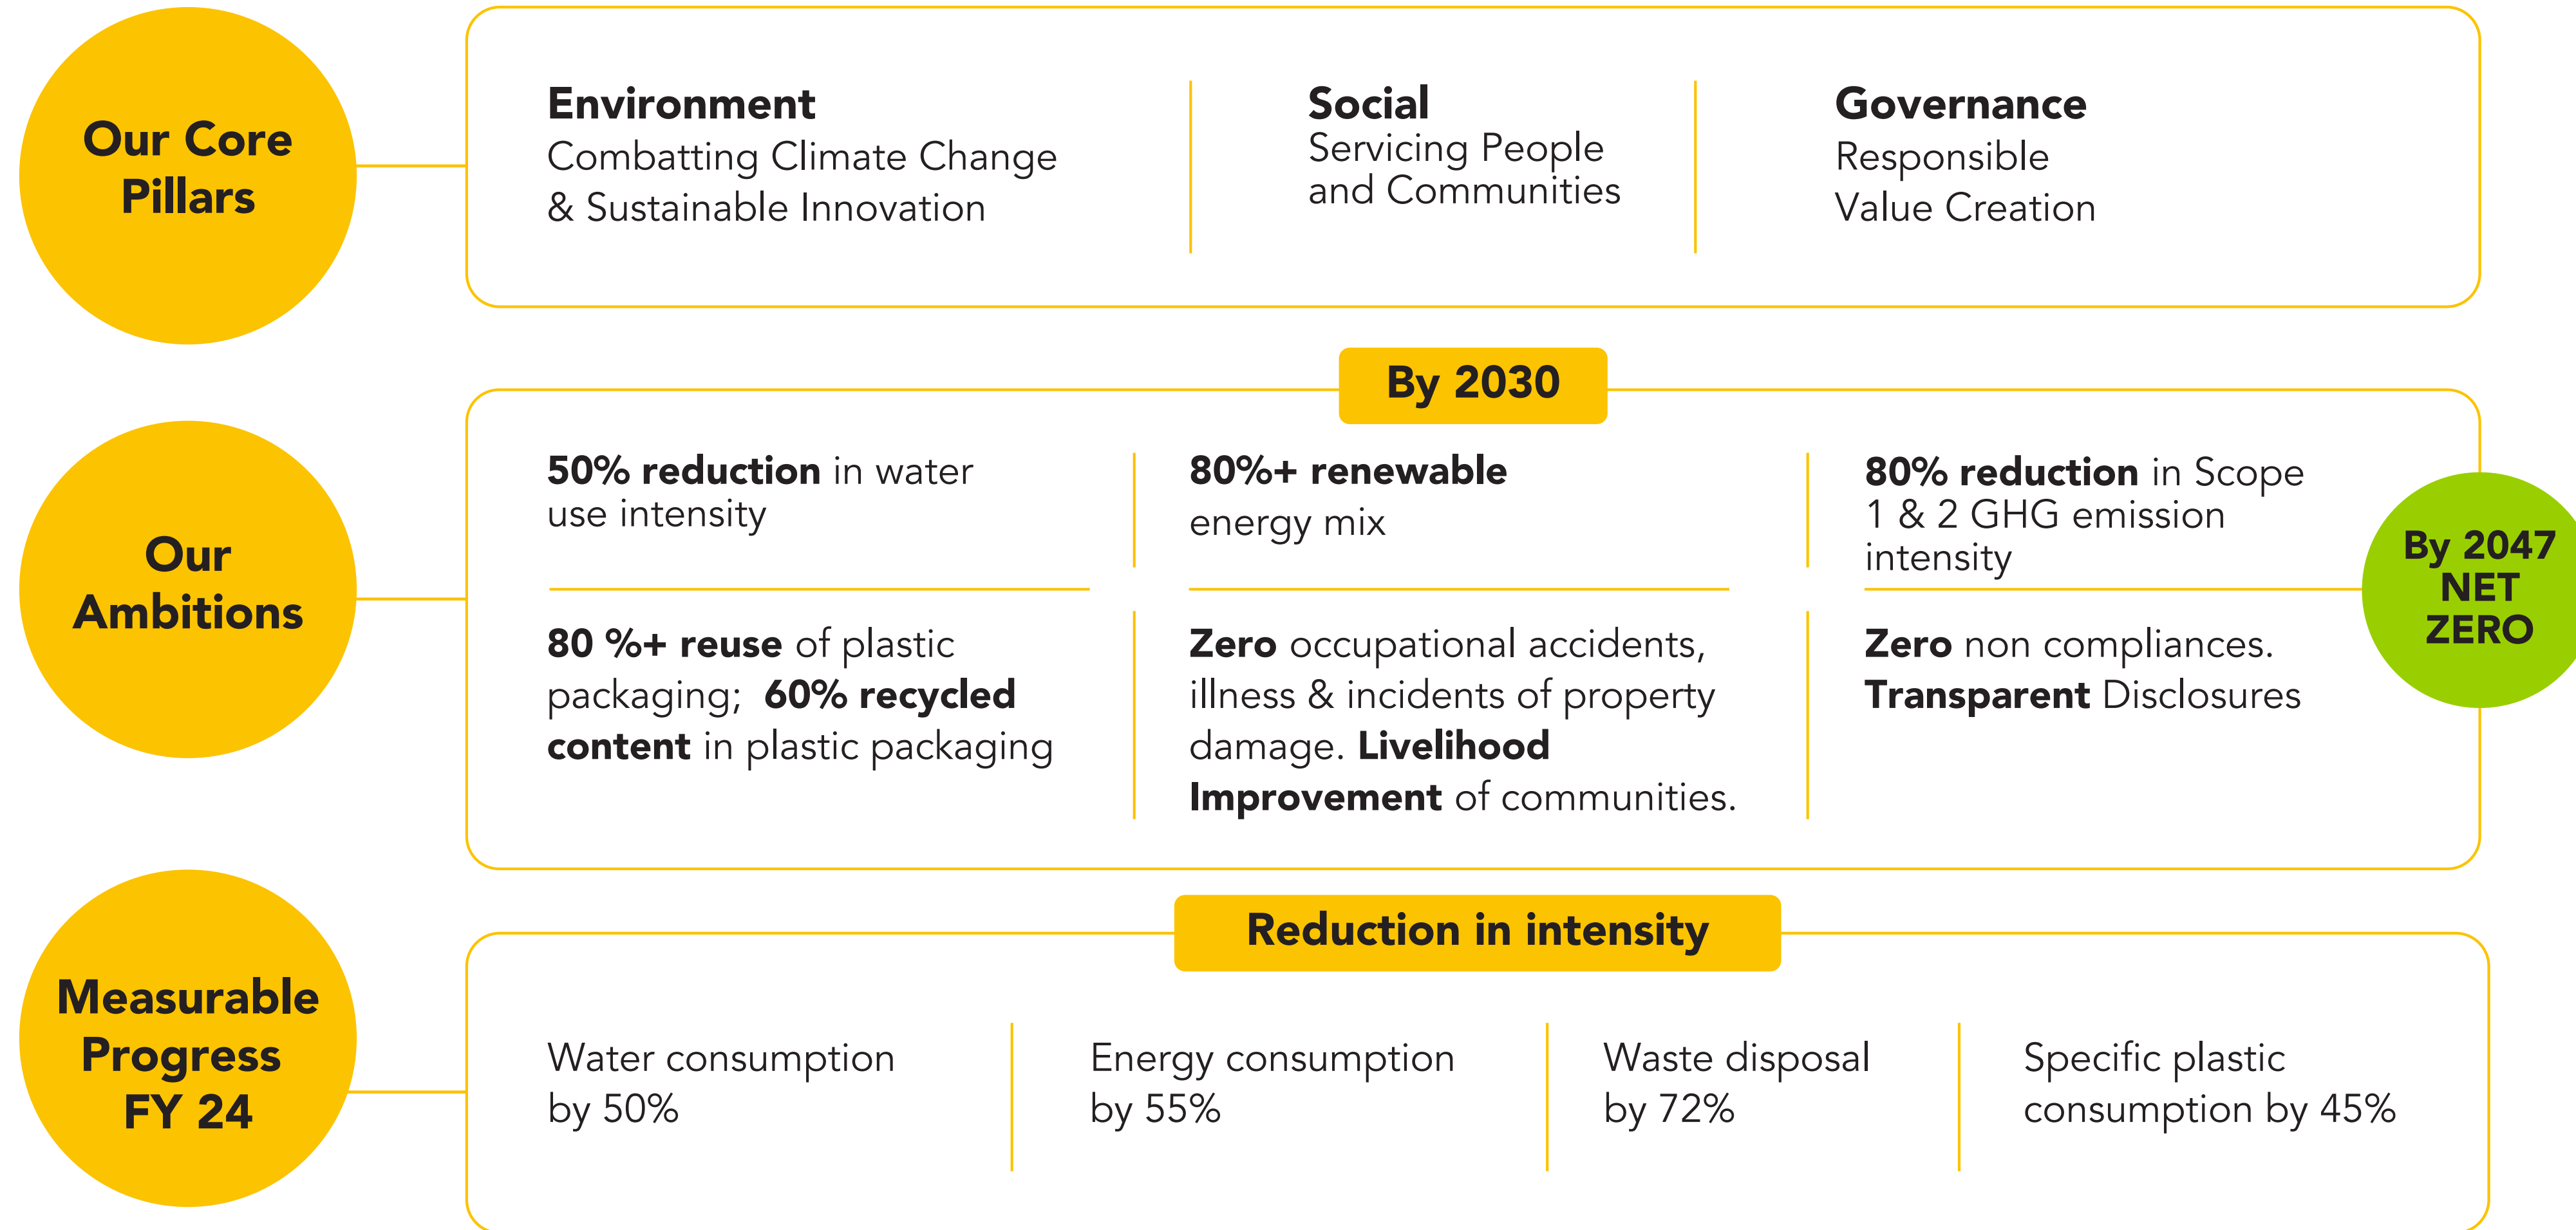 Our Core
Pillars
Environment
Combatting Climate Change
& Sustainable Innovation
Social
Servicing People
and Communities
Governance
Responsible
Value Creation
By 2030
Our
Ambitions
50% reduction in water
use intensity
80%+ renewable
energy mix
80% reduction in Scope
1 & 2 GHG emission
intensity
80 %+ reuse of plastic
packaging; 60% recycled
content in plastic packaging
Zero occupational accidents,
illness & incidents of property
damage. Livelihood
Improvement of communities.
Zero non compliances.
Transparent Disclosures
By 2047
NET
ZERO
Measurable
Progress
FY 24
Reduction in intensity
Water consumption
by 50%
Energy consumption
by 55%
Waste disposal
by 72%
Specific plastic
consumption by 45%